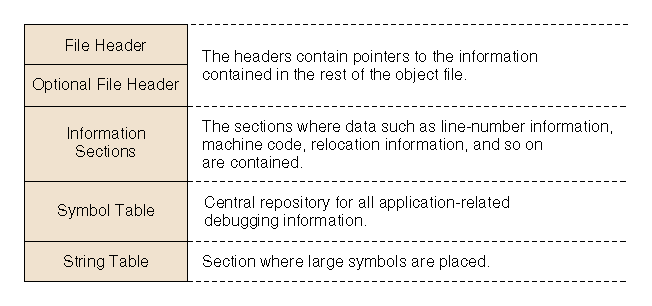 File Header
Optional File Header
The headers contain pointers to the information
contained in the rest of the object file.
Information
Sections
The sections where data such as line-number information,
machine code, relocation information, and so on
are contained.
Symbol Table
Central repository for all application-related
debugging information.
String Table
Section where large symbols are placed.